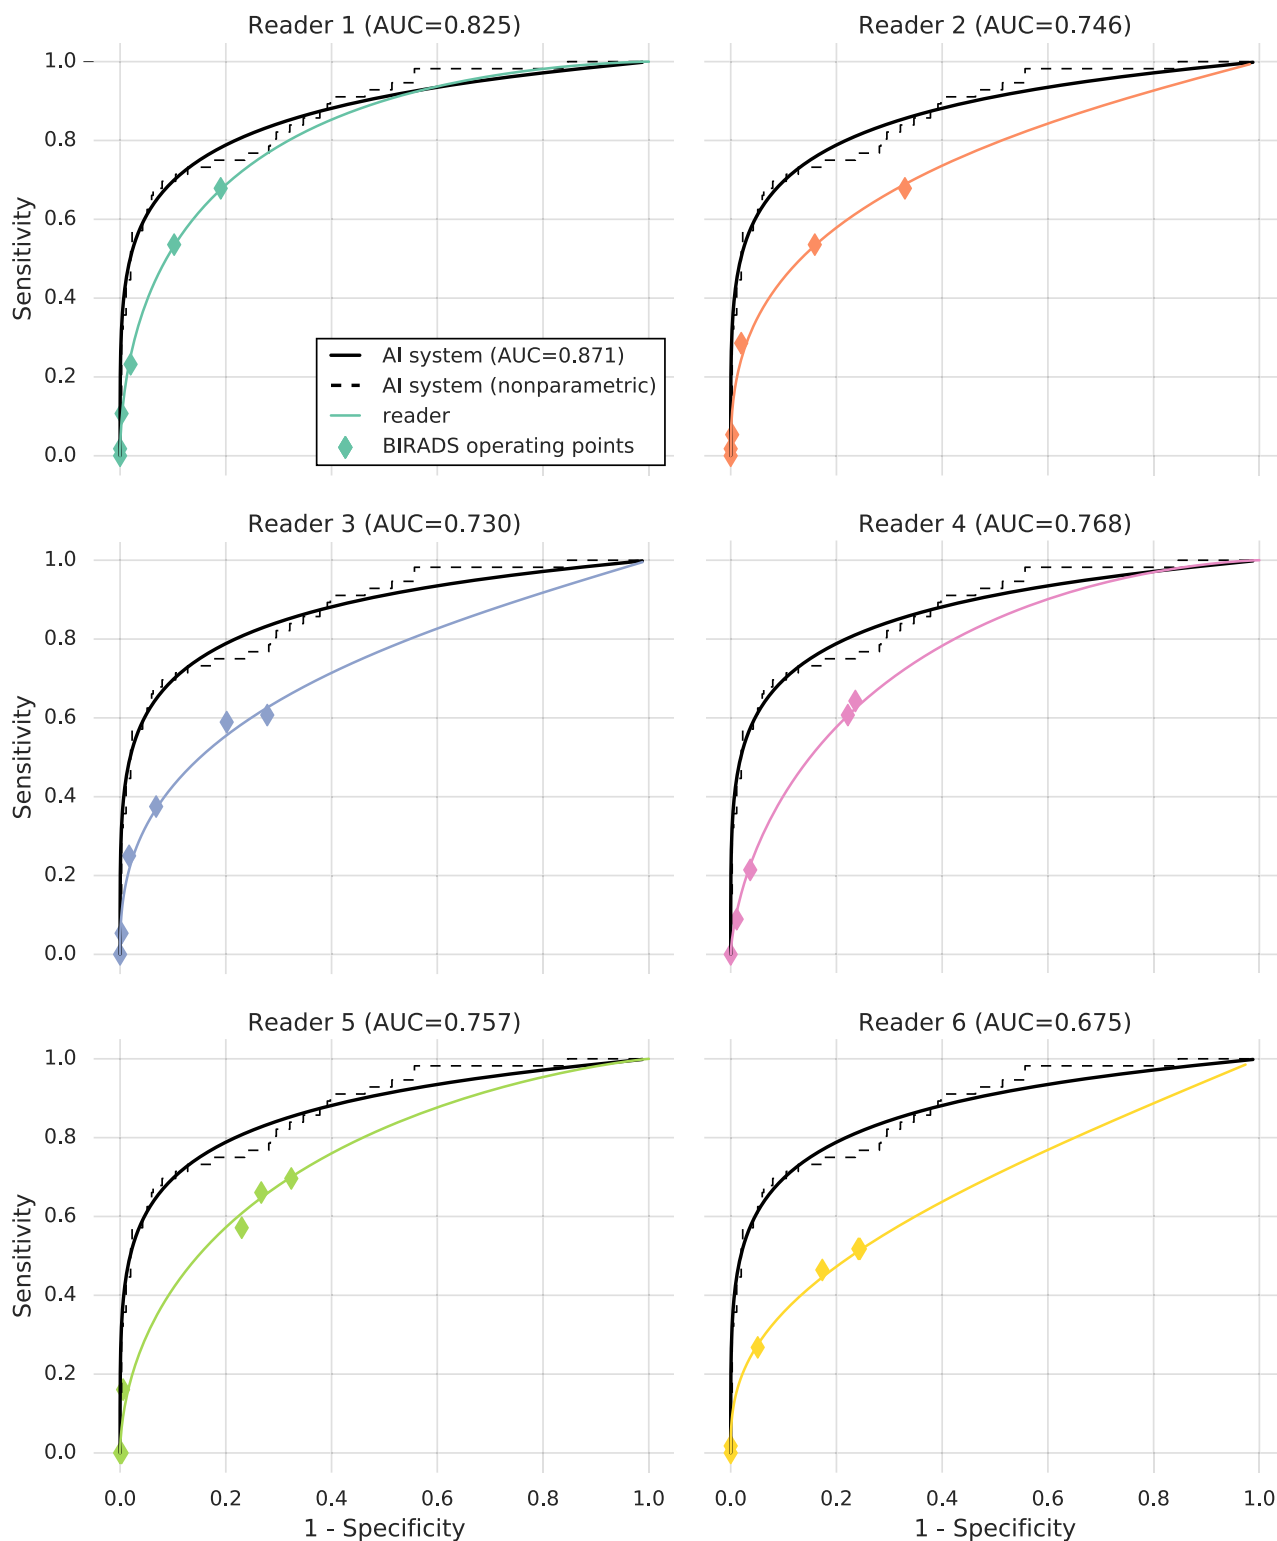 Reader 1 (AUC=0.825)
Reader 2 (AUC=0.746)
1.0
0.8
0.6
0.4
0.2
0.0
Sensitivity
AI system (AUC=0.871)
AI system (nonparametric)
reader
BIRADS operating points
Reader 3 (AUC=0.730)
Reader 4 (AUC=0.768)
1.0
0.8
0.6
0.4
0.2
0.0
Sensitivity
Reader 5 (AUC=0.757)
Reader 6 (AUC=0.675)
1.0
0.8
0.6
0.4
0.2
0.0
Sensitivity
0.0 0.2 0.4 0.6 0.8 1.0
0.0 0.2 0.4 0.6 0.8 1.0
1 - Specificity
1 - Specificity